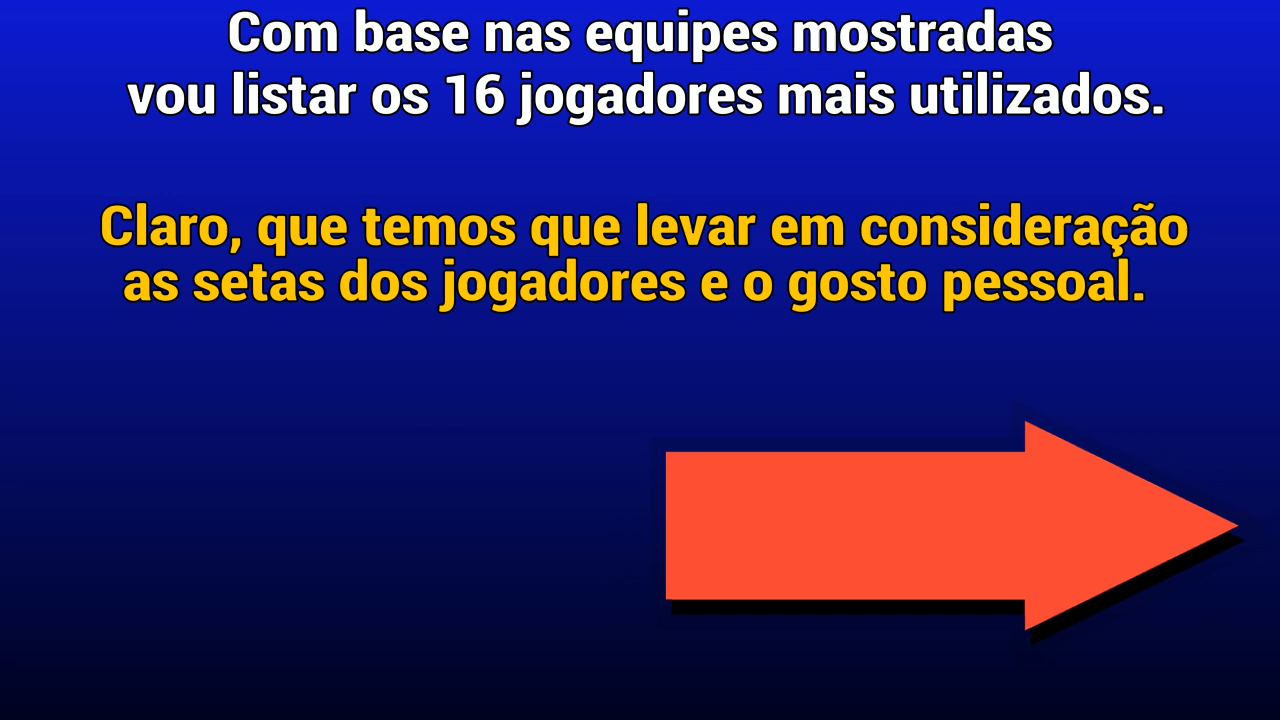 Com base nas equipes mostradas
vou listar os 16 jogadores mais utilizados.
Claro, que temos que levar em consideração
as setas dos jogadores e o gosto pessoal.